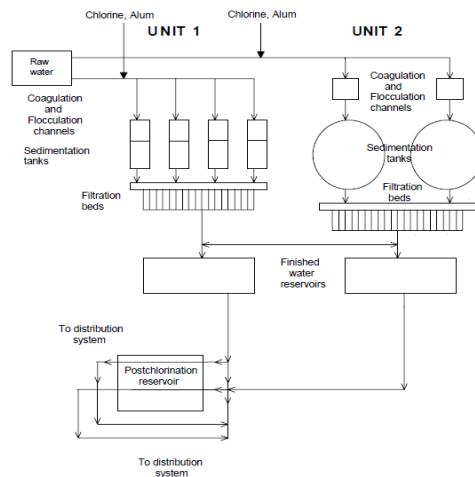 Chlorine, Alum
UNIT 1
Chlorine, Alum
UNIT 2
Raw
water
Coagulation
and
Flocculation
channels
Sedimentation
tanks
Filtration
beds
Coagulation
and
Flocculation
channels
Sedimentation
tanks
Filtration
beds
Finished
water
reservoirs
To distribution
system
Postchlorination
reservoir
To distribution
system